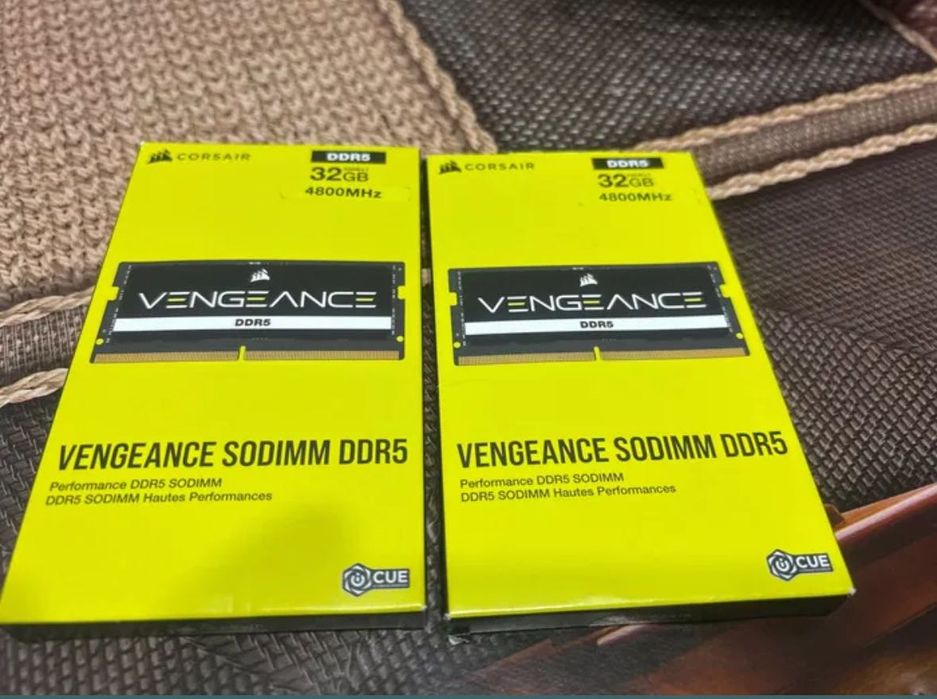 CORSAIR
DDR5
32GB
4800MHz
VENGEANCE
DDR5
VENGEANCE SODIMM DDR5
Performance DDR5 SODIMM
DDR5 SODIMM Hautes Performances
CUE
CORSAIR
DDR5
32GB
4800MHz
VENGEANCE
DDR5
VENGEANCE SODIMM DDR5
Performance DDR5 SODIMM
DDR5 SODIMM Hautes Performances
CUE